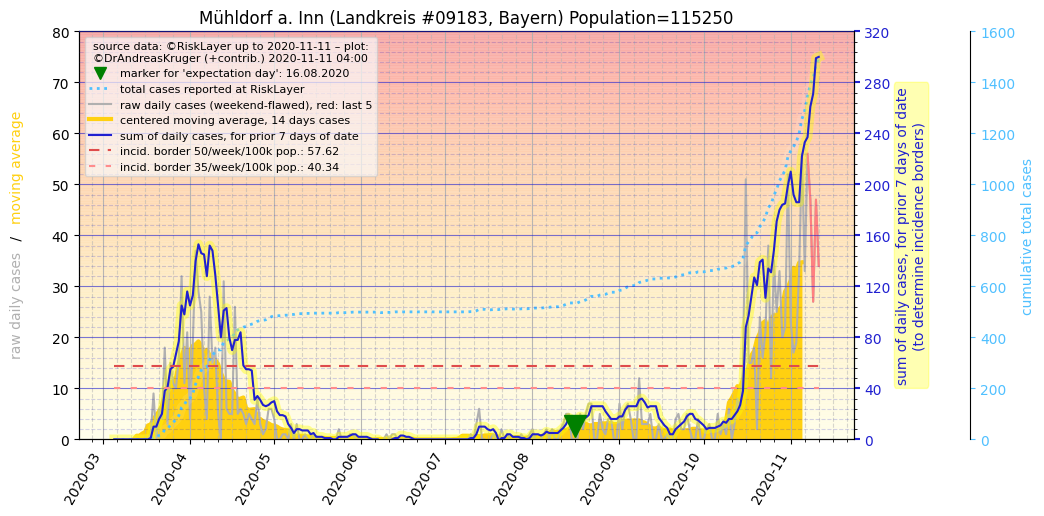 Mühldorf a. Inn (Landkreis #09183, Bayern) Population=115250
source data: ©RiskLayer up to 2020-11-11 – plot:
©DrAndreasKruger (+contrib.) 2020-11-11 04:00
marker for 'expectation day': 16.08.2020
total cases reported at RiskLayer
raw daily cases (weekend-flawed), red: last 5
centered moving average, 14 days cases
sum of daily cases, for prior 7 days of date
incid. border 50/week/100k pop.: 57.62
incid. border 35/week/100k pop.: 40.34
raw daily cases / moving average
80
70
60
50
40
30
20
10
0
2020-03
2020-04
2020-05
2020-06
2020-07
2020-08
2020-09
2020-10
2020-11
320
280
240
200
160
120
80
40
0
sum of daily cases, for prior 7 days of date
(to determine incidence borders)
1600
1400
1200
1000
800
600
400
200
0
cumulative total cases